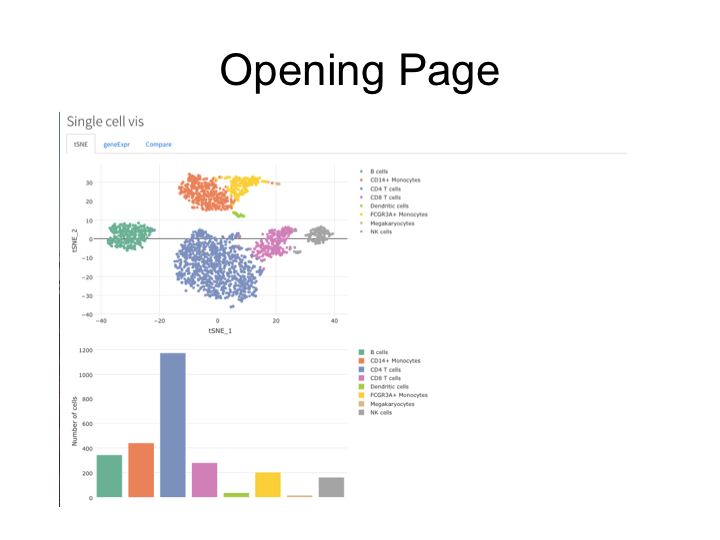 Opening Page
Single cell vis
tSNE geneExpr Compare
B cells
CD14+ Monocytes
CD4 T cells
CD8 T cells
Dendritic cells
FCGR3A+ Monocytes
Megakaryocytes
NK cells
30
20
10
0
−10
−20
−30
−40
tSNE_2
−40 −20 0 20 40
tSNE_1
B cells
CD14+ Monocytes
CD4 T cells
CD8 T cells
Dendritic cells
FCGR3A+ Monocytes
Megakaryocytes
NK cells
1200
1000
800
600
400
200
0
Number of cells